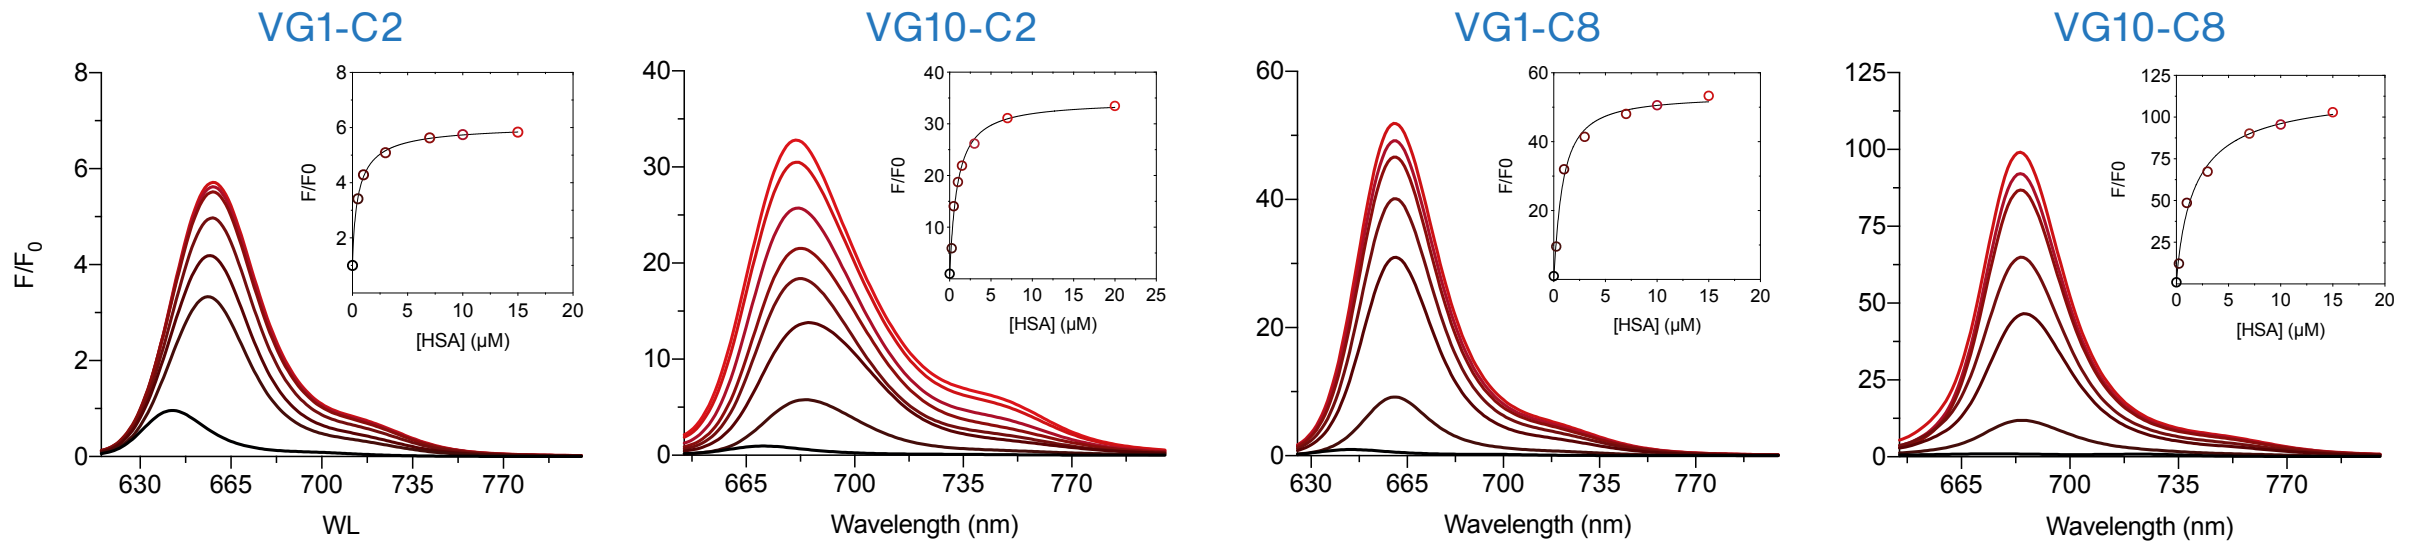 VG1-C2
VG10-C2
VG1-C8
VG10-C8
F/F0
8
6
4
2
0
630 665 700 735 770
WL
F/F0
8
6
4
2
0 5 10 15 20
[HSA] (µM)
40
30
20
10
0
665 700 735 770
Wavelength (nm)
F/F0
40
30
20
10
0 5 10 15 20 25
[HSA] (µM)
60
40
20
0
630 665 700 735 770
Wavelength (nm)
F/F0
60
40
20
0 5 10 15 20
[HSA] (µM)
125
100
75
50
25
0
665 700 735 770
Wavelength (nm)
F/F0
125
100
75
50
25
0 5 10 15 20
[HSA] (µM)